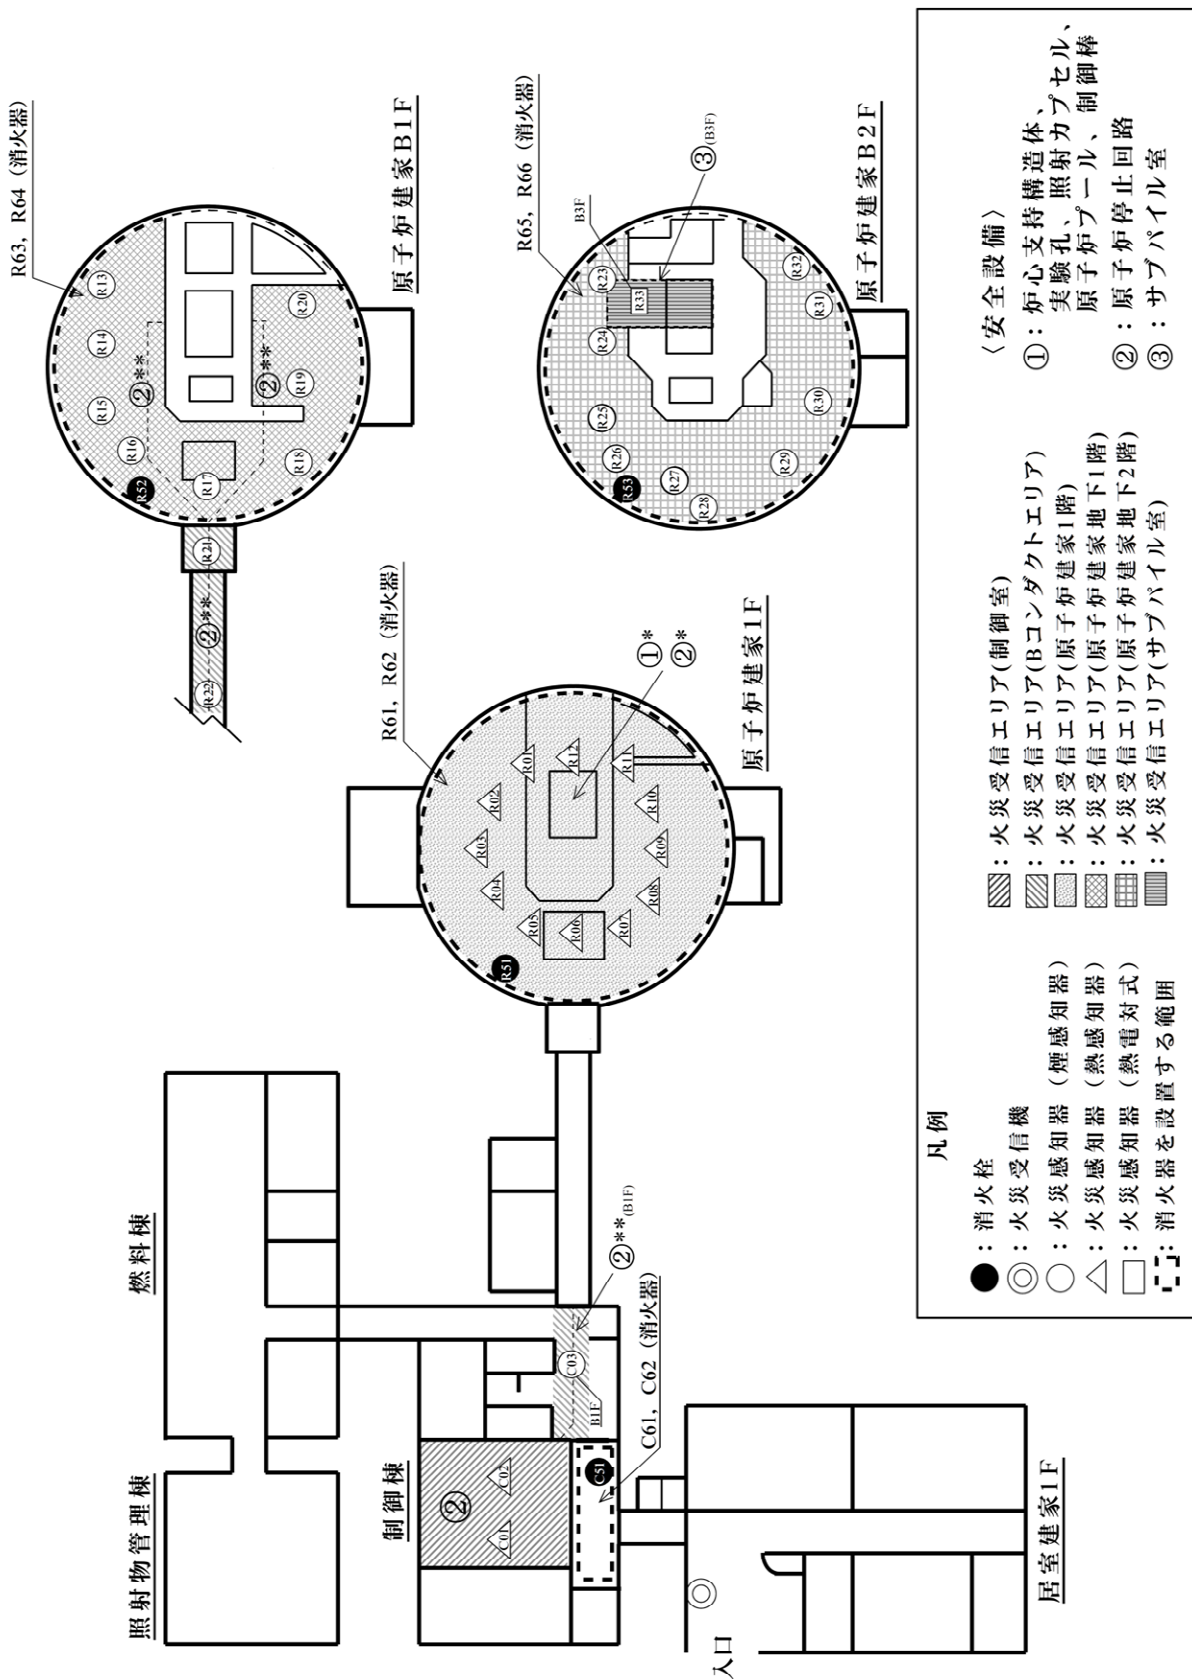 照射物管理棟
燃料棟
制御棟
②
C01
C02
C51
C61, C62 (消火器)
C03
B1F
②** (B1F)
入口
居室建家1F
R61, R62 (消火器)
R01
R02
R03
R04
R05
R06
R07
R08
R09
R10
R11
R12
R51
①*
②*
原子炉建家1F
R63, R64 (消火器)
R13
R14
R15
R16
R17
R18
R19
R20
R21
R22
R52
②**
②**
②**
原子炉建家B1F
R65, R66 (消火器)
B3F
R23
R24
R25
R26
R27
R28
R29
R30
R31
R32
R33
R53
③(B3F)
原子炉建家B2F
凡例
: 消火栓
: 火災受信機
: 火災感知器 (煙感知器)
: 火災感知器 (熱感知器)
: 火災感知器 (熱電対式)
: 消火器を設置する範囲
: 火災受信エリア(制御室)
: 火災受信エリア(Bコンダクトエリア)
: 火災受信エリア(原子炉建家1階)
: 火災受信エリア(原子炉建家地下1階)
: 火災受信エリア(原子炉建家地下2階)
: 火災受信エリア(サブパイル室)
〈安全設備〉
①: 炉心支持構造体、
実験孔、照射カプセル、
原子炉プール、制御棒
②: 原子炉停止回路
③: サブパイル室